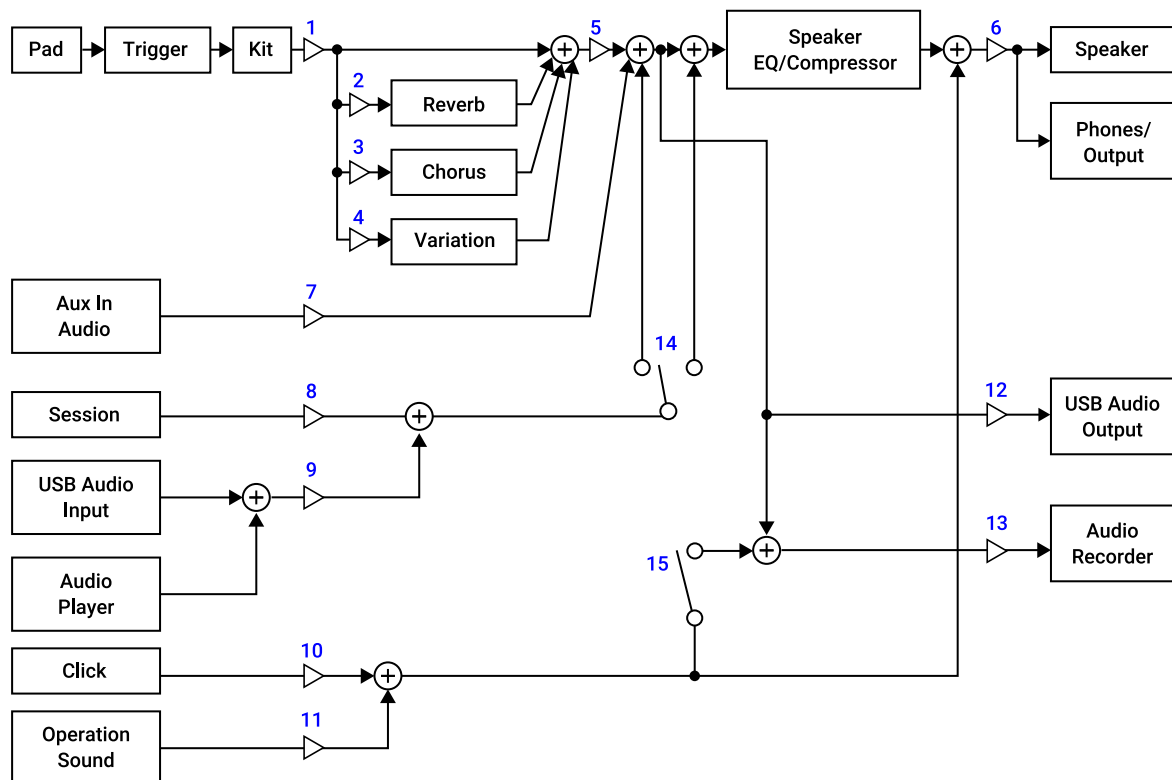 1
5
6
Pad
Trigger
Kit
Speaker
EQ/Compressor
Speaker
2
Reverb
Phones/
Output
3
Chorus
4
Variation
7
Aux In
Audio
14
8
Session
12
USB Audio
Output
9
USB Audio
Input
13
Audio
Recorder
15
Audio
Player
10
Click
11
Operation
Sound